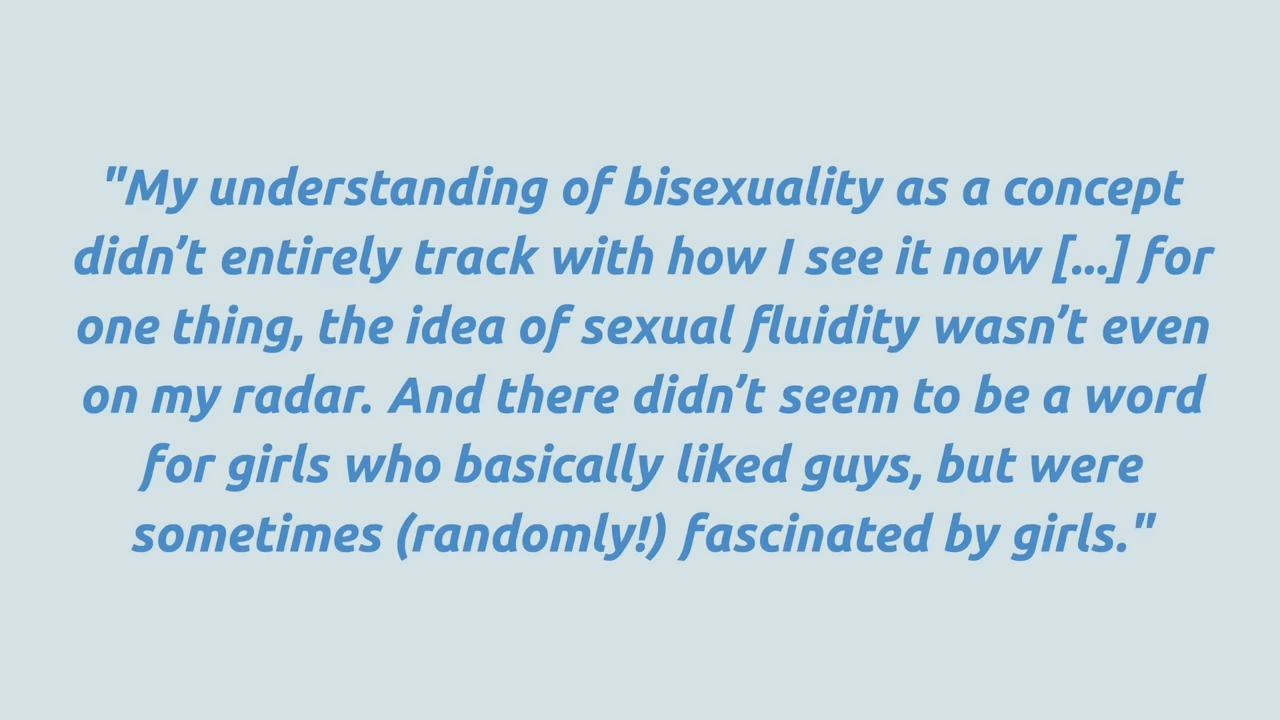 "My understanding of bisexuality as a concept
didn’t entirely track with how I see it now [...] for
one thing, the idea of sexual fluidity wasn’t even
on my radar. And there didn’t seem to be a word
for girls who basically liked guys, but were
sometimes (randomly!) fascinated by girls."